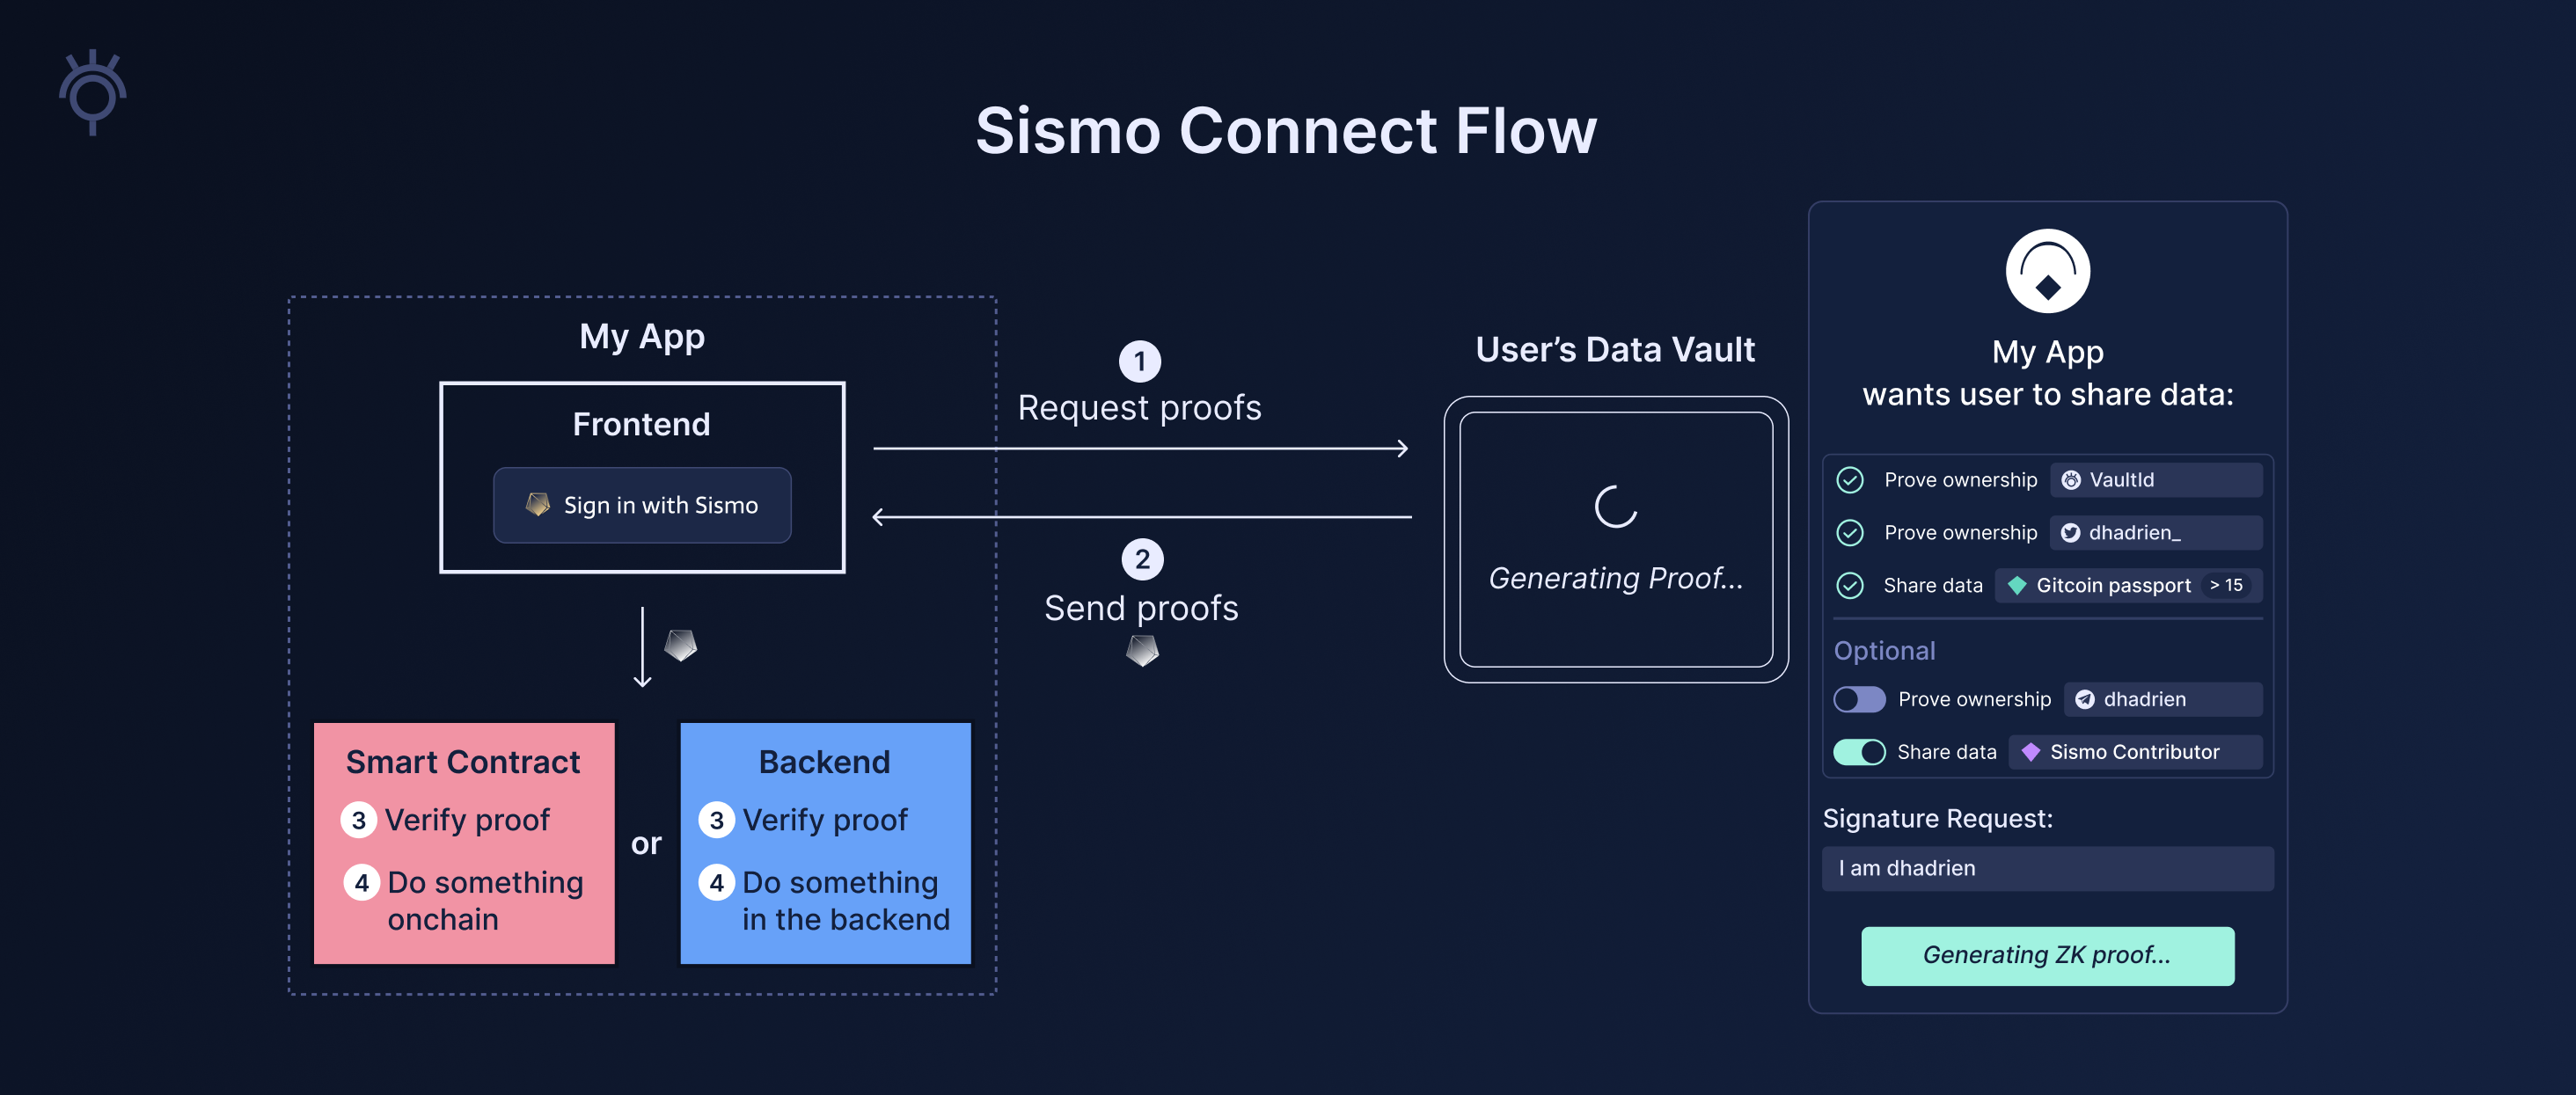 Sismo Connect Flow
My App
Frontend
Sign in with Sismo
Smart Contract
3 Verify proof
4 Do something
onchain
or
Backend
3 Verify proof
4 Do something
in the backend
1
Request proofs
2
Send proofs
User’s Data Vault
Generating Proof...
My App
wants user to share data:
Prove ownership VaultId
Prove ownership dhadrien_
Share data Gitcoin passport > 15
Optional
Prove ownership dhadrien
Share data Sismo Contributor
Signature Request:
I am dhadrien
Generating ZK proof...